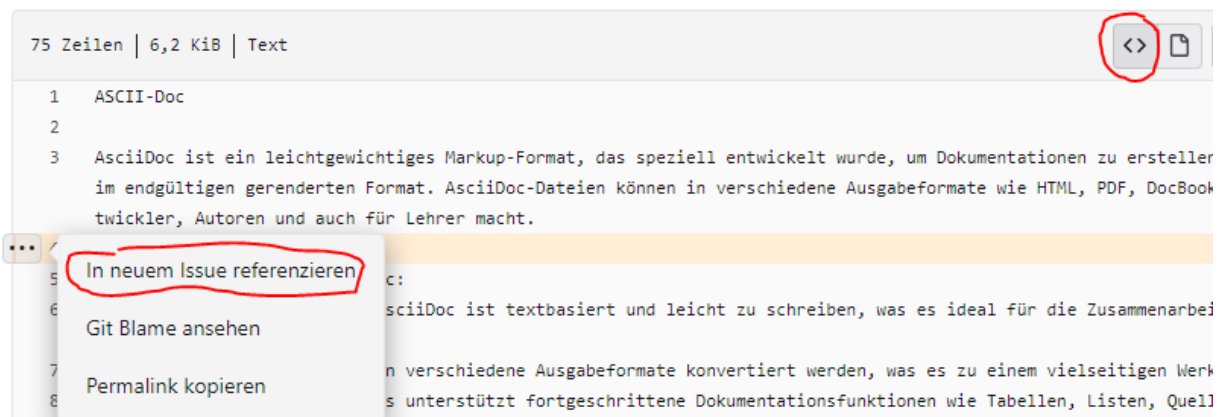 75 Zeilen | 6,2 KiB | Text
<>
1 ASCII-Doc
2
3 AsciiDoc ist ein leichtgewichtiges Markup-Format, das speziell entwickelt wurde, um Dokumentationen zu erstellen
im endgültigen gerenderten Format. AsciiDoc-Dateien können in verschiedene Ausgabeformate wie HTML, PDF, DocBook
twickler, Autoren und auch für Lehrer macht.
...
In neuem Issue referenzieren
5 c:
6 sciiDoc ist textbasiert und leicht zu schreiben, was es ideal für die Zusammenarbei
Git Blame ansehen
7 n verschiedene Ausgabeformate konvertiert werden, was es zu einem vielseitigen Werk
Permalink kopieren
8 s unterstützt fortgeschrittene Dokumentationsfunktionen wie Tabellen, Listen, Quell